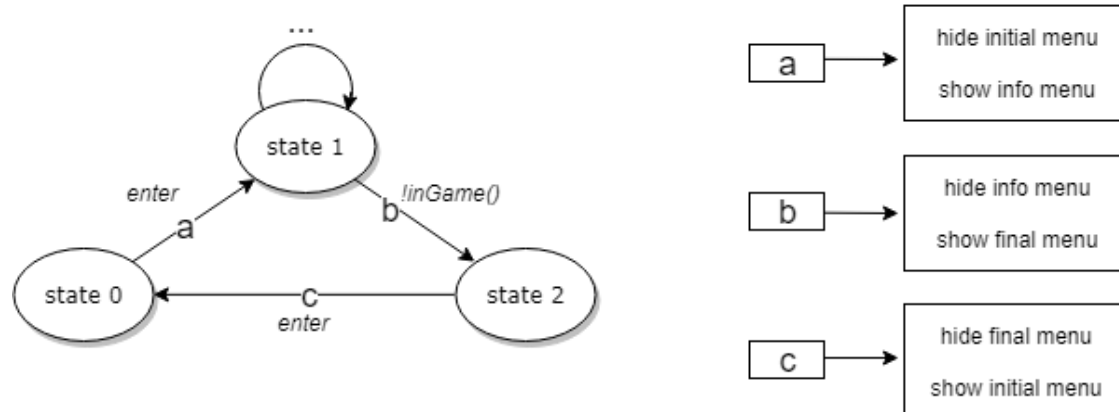 ...
state 1
enter
a
b
!inGame()
state 0
c
enter
state 2
a
hide initial menu
show info menu
b
hide info menu
show final menu
c
hide final menu
show initial menu